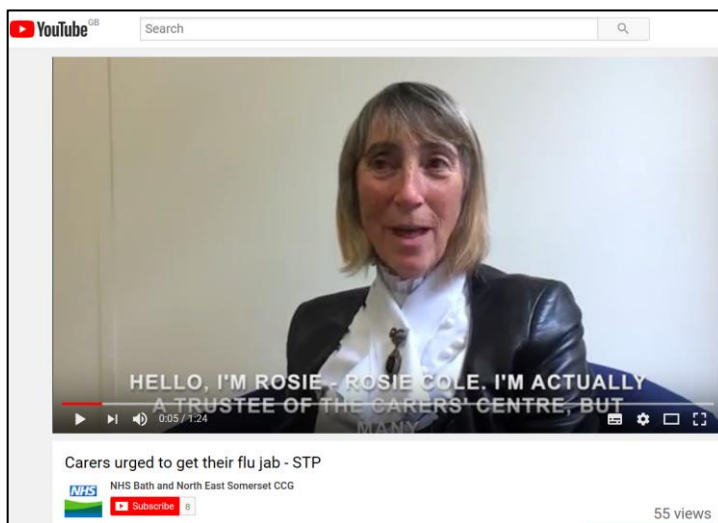 YouTube GB
Search
HELLO, I'M ROSIE - ROSIE COLE. I'M ACTUALLY
A TRUSTEE OF THE CARERS' CENTRE, BUT
MANY
0:05 / 1:24
Carers urged to get their flu jab - STP
NHS
NHS Bath and North East Somerset CCG
Subscribe 8
55 views